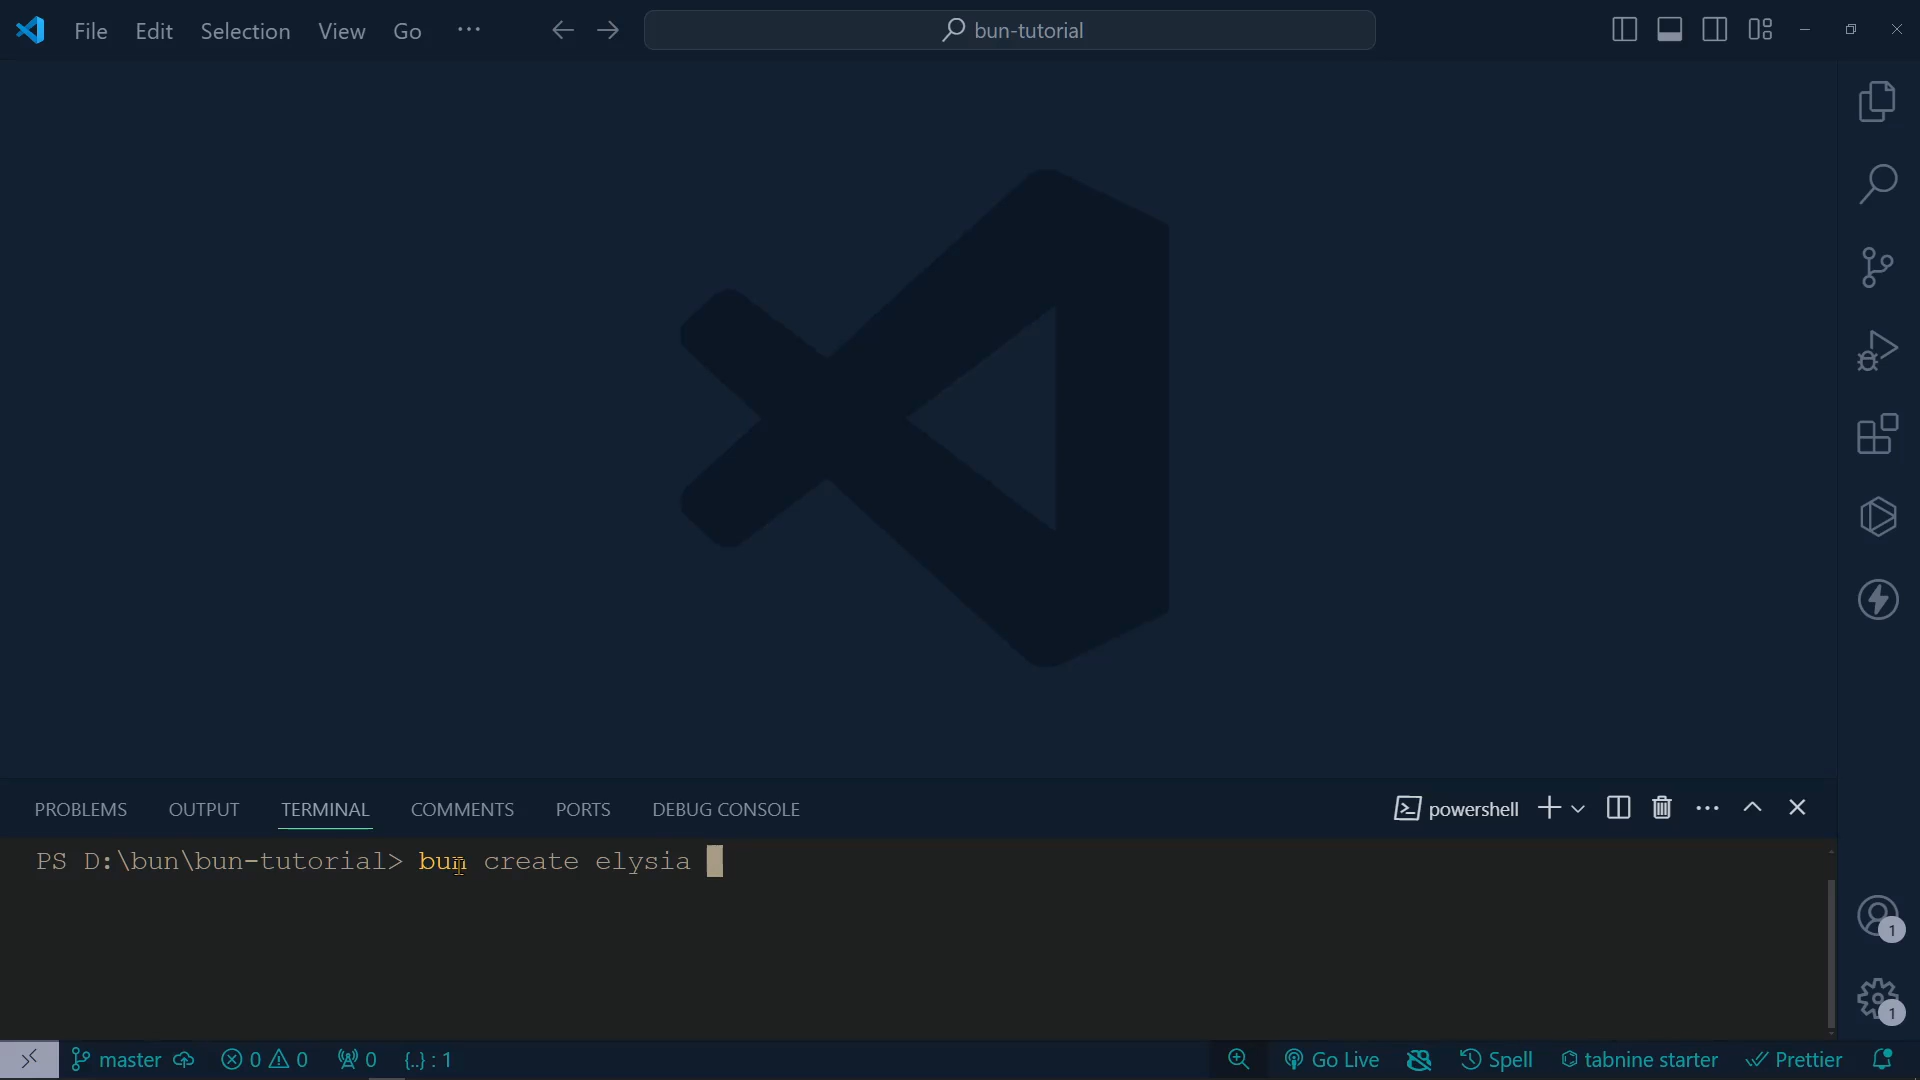 File Edit Selection View Go ··· bun-tutorial
PROBLEMS OUTPUT TERMINAL COMMENTS PORTS DEBUG CONSOLE powershell
PS D:\bun\bun-tutorial> bun create elysia
1
1
master 0 0 0 {..} : 1 Go Live Spell tabnine starter Prettier